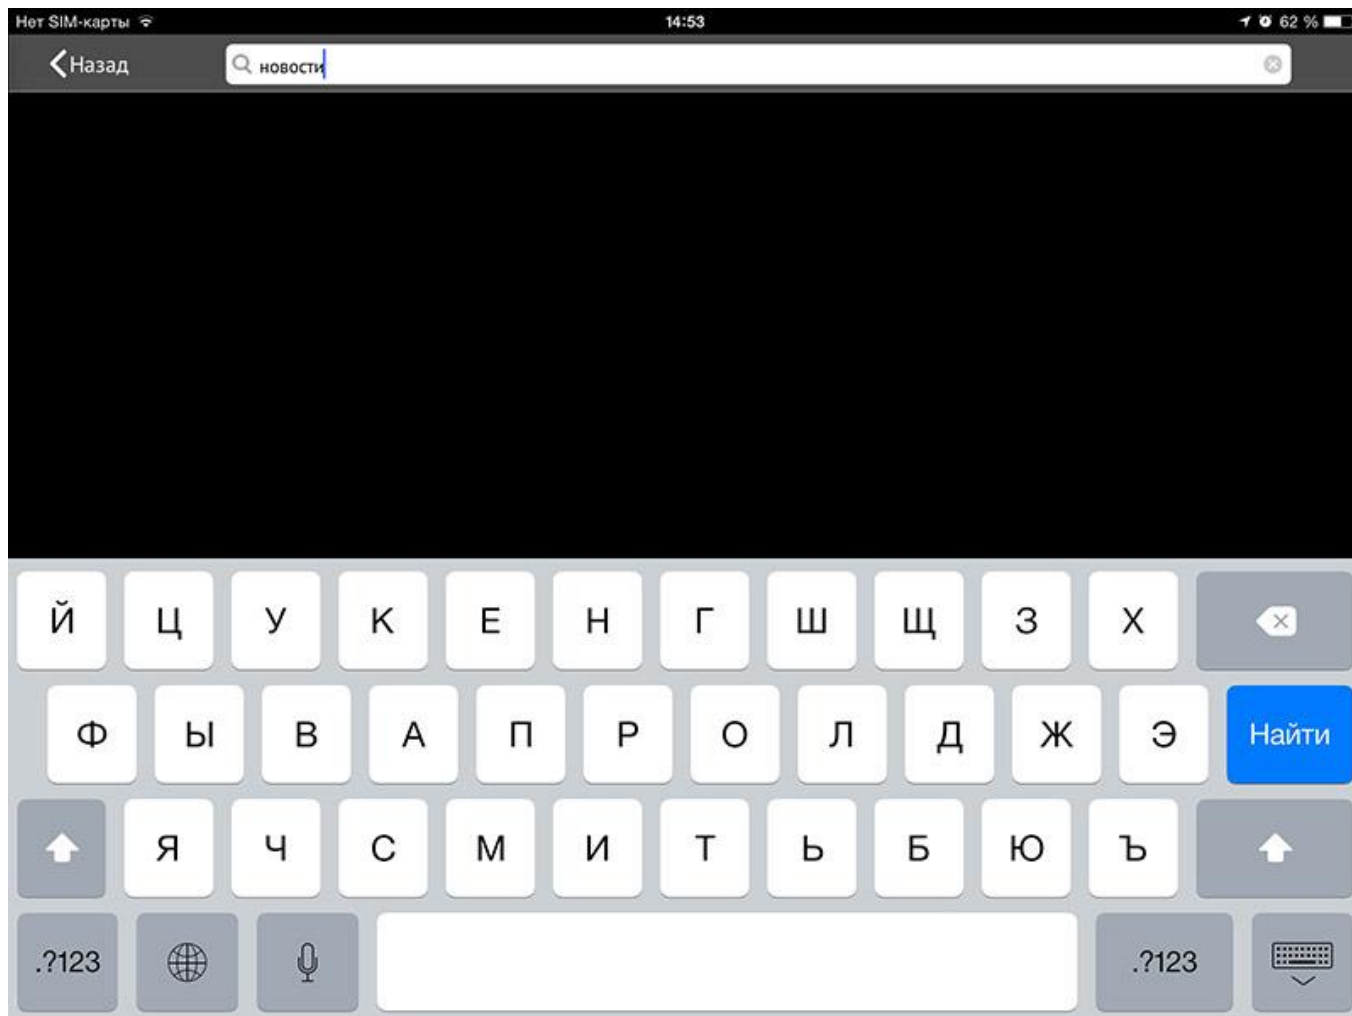 Нет SIM-карты 14:53 62 %
Назад новости
Й Ц У К Е Н Г Ш Щ З Х
Ф Ы В А П Р О Л Д Ж Э Найти
Я Ч С М И Т Ь Б Ю Ъ
.?123 .?123